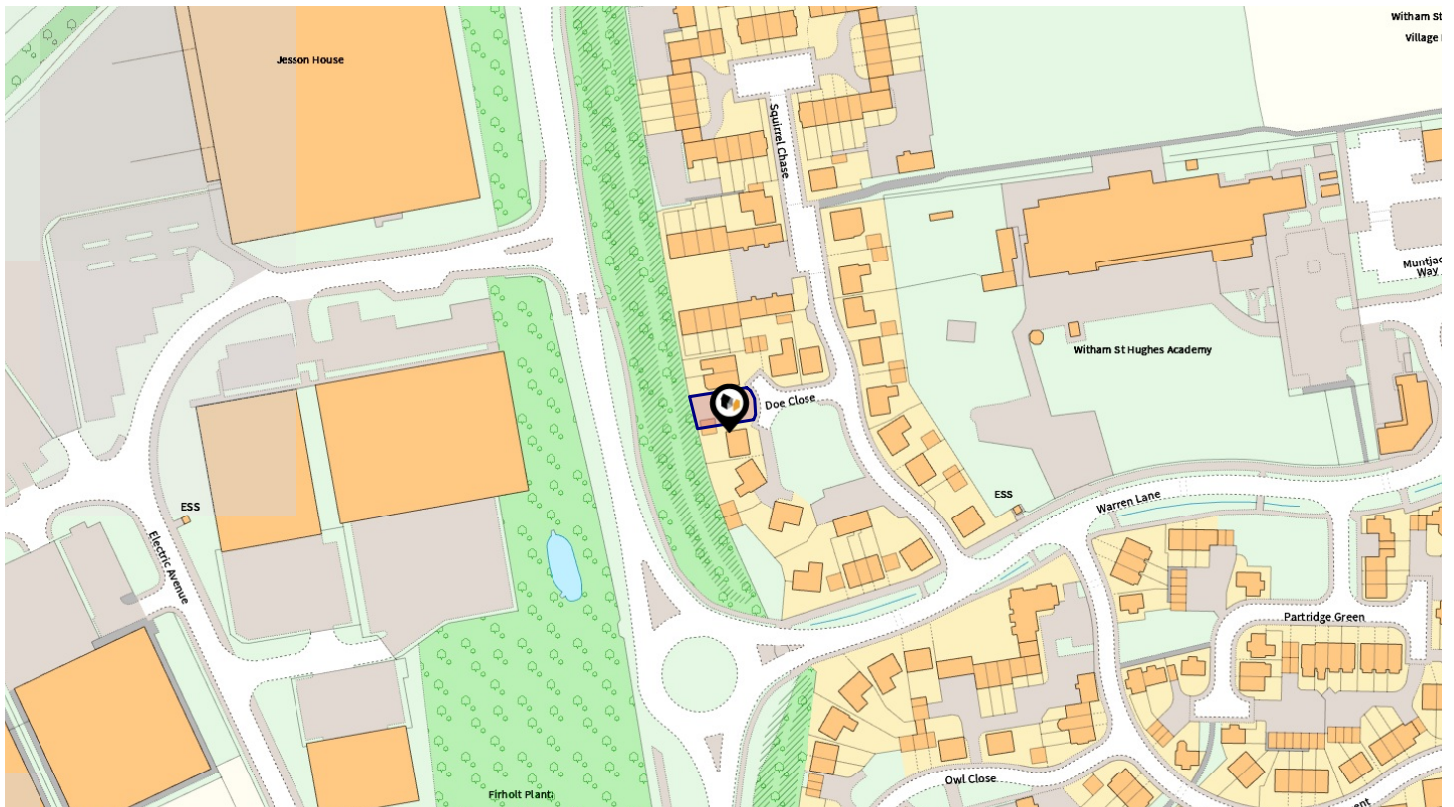 Witham St
Village
Jesson House
Squirrel Chase
Muntjac
Way
Witham St Hughes Academy
Doe Close
ESS
Warren Lane
ESS
Electric Avenue
Partridge Green
Owl Close
Firholt Plant
ent